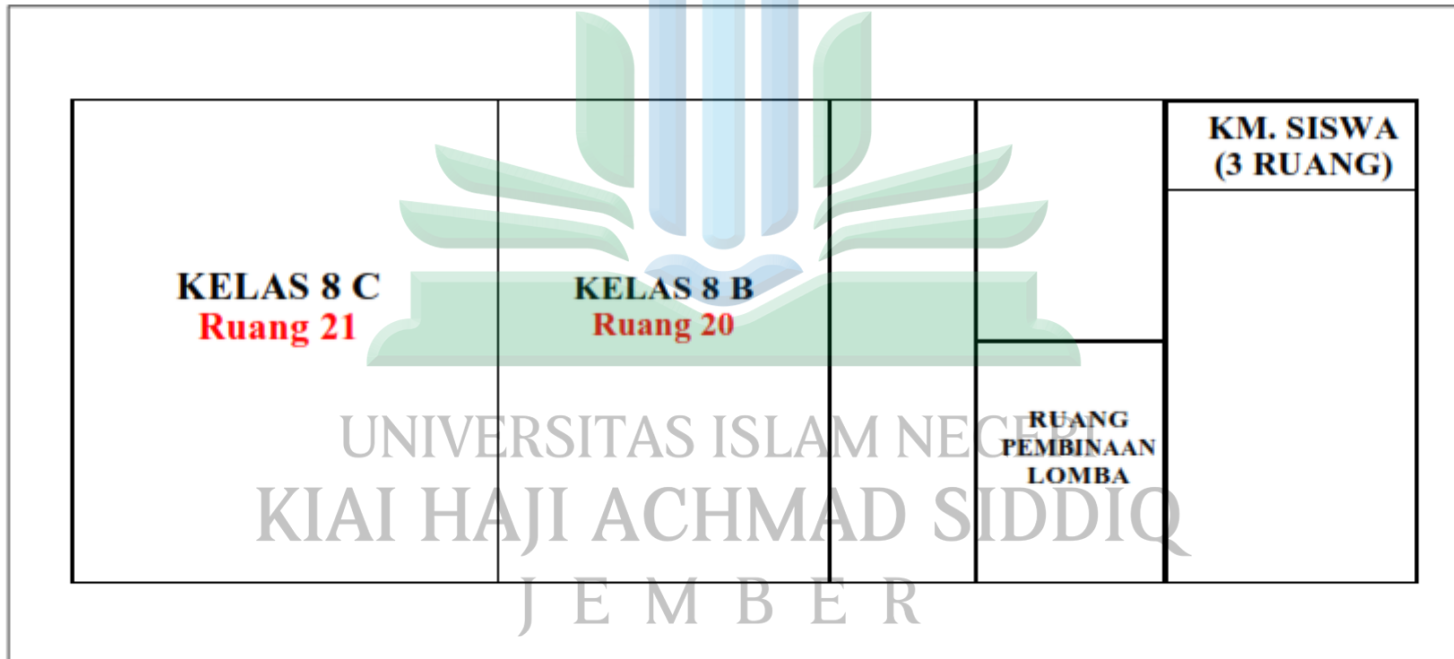 KM. SISWA
(3 RUANG)
KELAS 8 C
Ruang 21
KELAS 8 B
Ruang 20
RUANG
PEMBINAAN
LOMBA
UNIVERSITAS ISLAM NEGERI
KIAI HAJI ACHMAD SIDDIQ
JEMBER